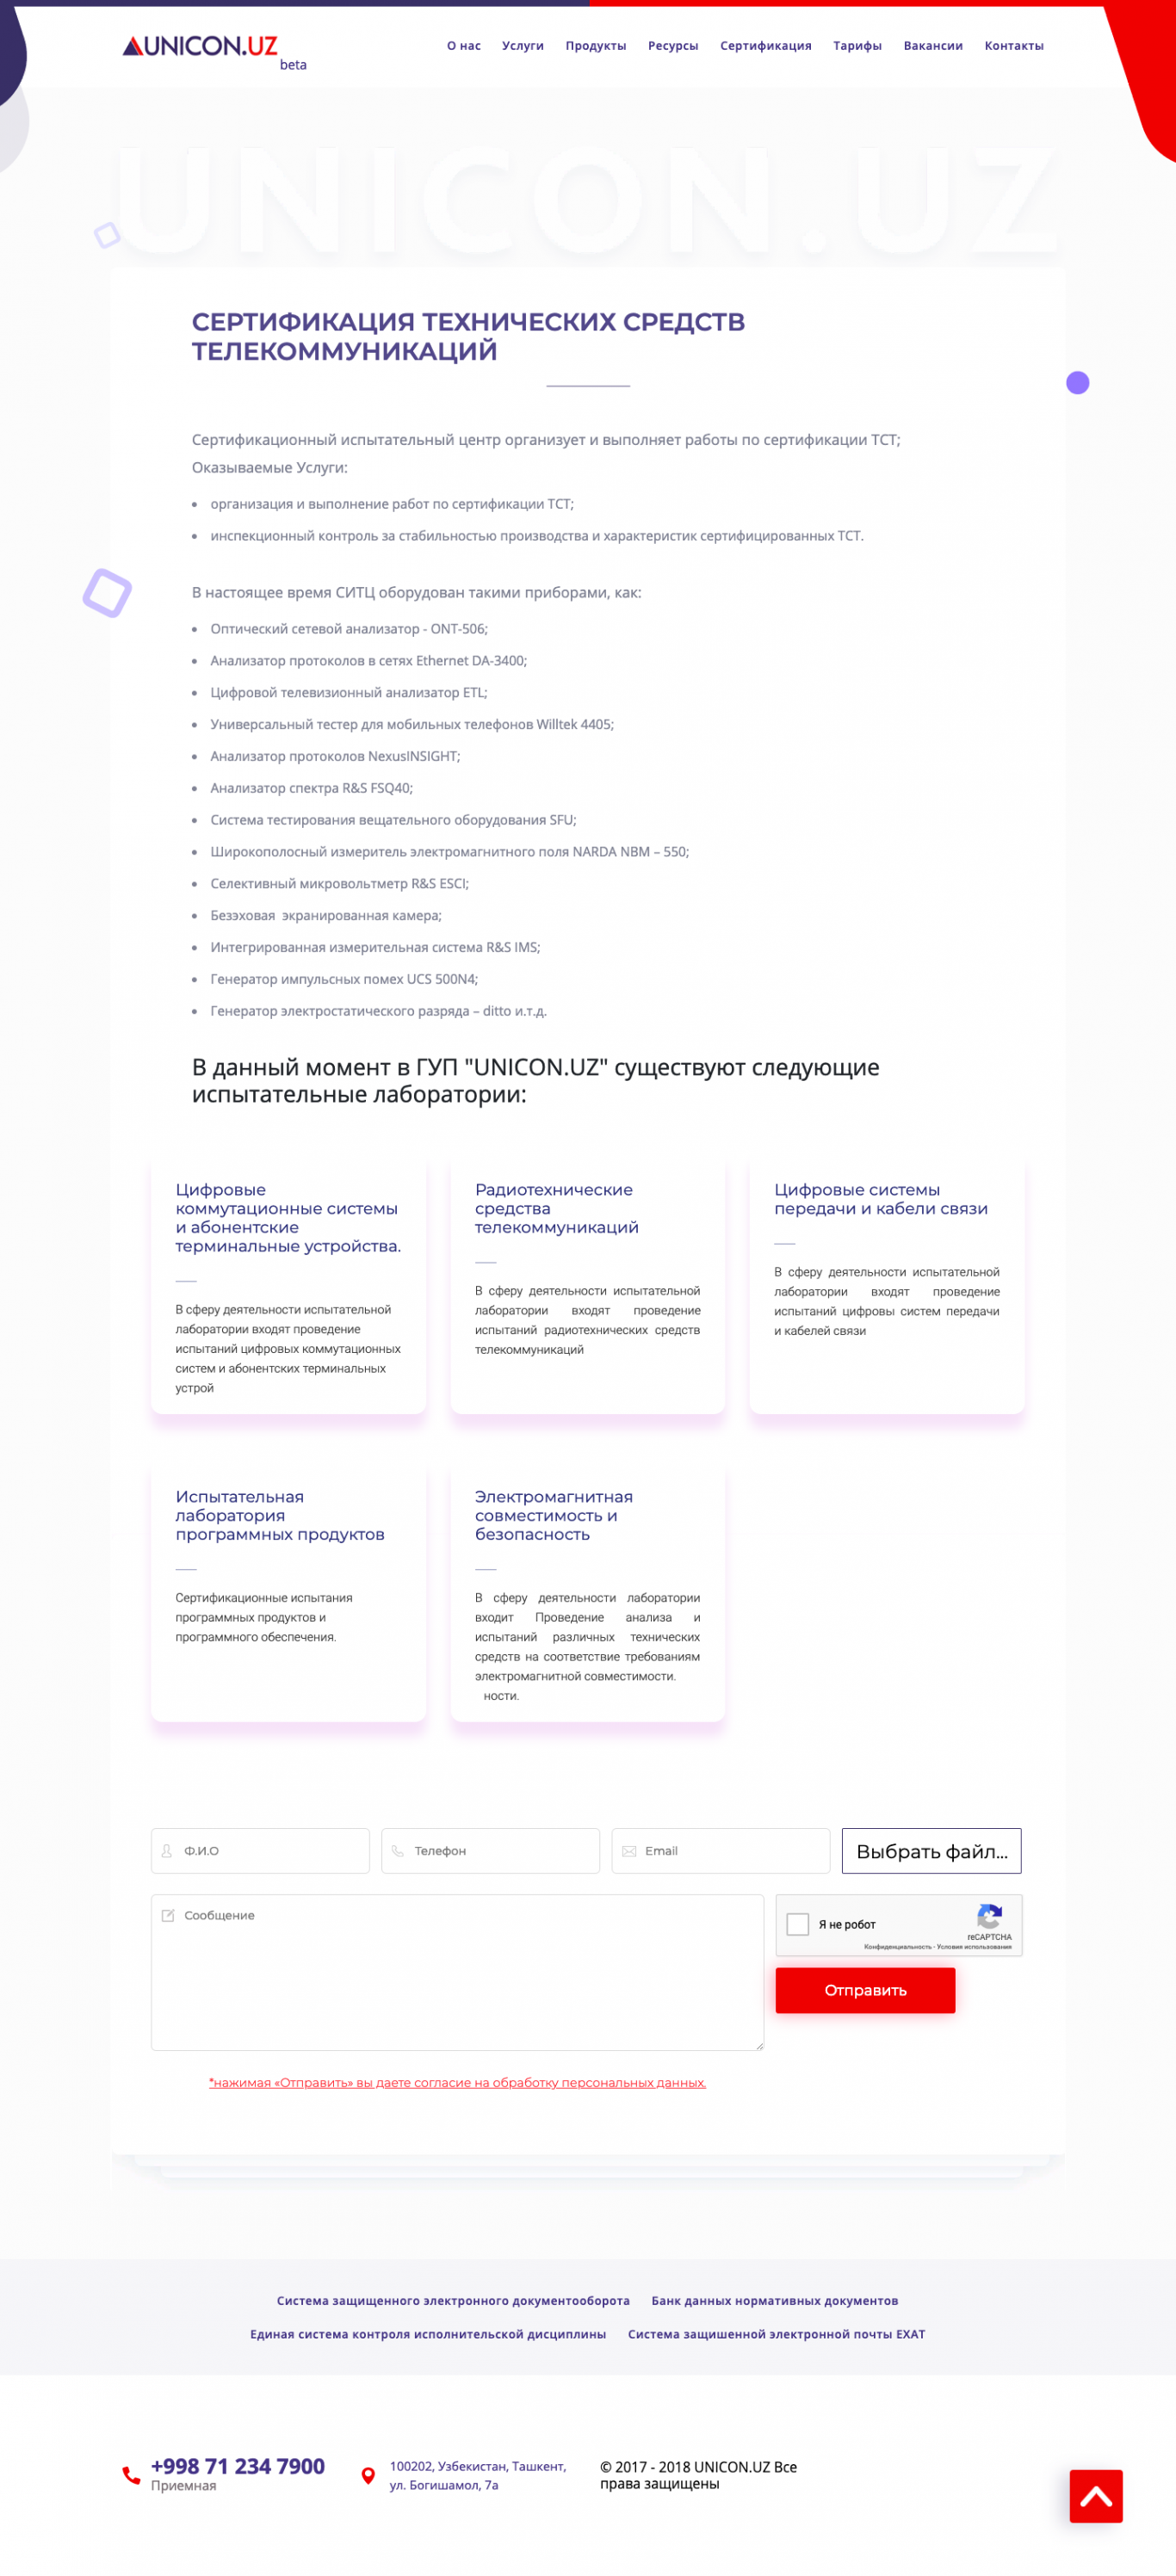 UNICON.UZ
beta
О нас Услуги Продукты Ресурсы Сертификация Тарифы Вакансии Контакты
UNICON.UZ
СЕРТИФИКАЦИЯ ТЕХНИЧЕСКИХ СРЕДСТВ
ТЕЛЕКОММУНИКАЦИЙ
Сертификационный испытательный центр организует и выполняет работы по сертификации ТСТ;
Оказываемые Услуги:
• организация и выполнение работ по сертификации ТСТ;
• инспекционный контроль за стабильностью производства и характеристик сертифицированных ТСТ.
В настоящее время СИТЦ оборудован такими приборами, как:
• Оптический сетевой анализатор - ONT-506;
• Анализатор протоколов в сетях Ethernet DA-3400;
• Цифровой телевизионный анализатор ETL;
• Универсальный тестер для мобильных телефонов Willtek 4405;
• Анализатор протоколов NexusINSIGHT;
• Анализатор спектра R&S FSQ40;
• Система тестирования вещательного оборудования SFU;
• Широкополосный измеритель электромагнитного поля NARDA NBM – 550;
• Селективный микровольтметр R&S ESCI;
• Безэховая экранированная камера;
• Интегрированная измерительная система R&S IMS;
• Генератор импульсных помех UCS 500N4;
• Генератор электростатического разряда – ditto и.т.д.
В данный момент в ГУП "UNICON.UZ" существуют следующие
испытательные лаборатории:
Цифровые
коммутационные системы
и абонентские
терминальные устройства.
В сферу деятельности испытательной
лаборатории входят проведение
испытаний цифровых коммутационных
систем и абонентских терминальных
устрой
Радиотехнические
средства
телекоммуникаций
В сферу деятельности испытательной
лаборатории входят проведение
испытаний радиотехнических средств
телекоммуникаций
Цифровые системы
передачи и кабели связи
В сферу деятельности испытательной
лаборатории входят проведение
испытаний цифровы систем передачи
и кабелей связи
Испытательная
лаборатория
программных продуктов
Сертификационные испытания
программных продуктов и
программного обеспечения.
Электромагнитная
совместимость и
безопасность
В сферу деятельности лаборатории
входит Проведение анализа и
испытаний различных технических
средств на соответствие требованиям
электромагнитной совместимости.
ности.
Ф.И.О Телефон Email Выбрать файл...
Сообщение
Я не робот
reCAPTCHA
Конфиденциальность - Условия использования
Отправить
*нажимая «Отправить» вы даете согласие на обработку персональных данных.
Система защищенного электронного документооборота Банк данных нормативных документов
Единая система контроля исполнительской дисциплины Система защишенной электронной почты EXAT
+998 71 234 7900
Приемная
100202, Узбекистан, Ташкент,
ул. Богишамол, 7а
© 2017 - 2018 UNICON.UZ Все
права защищены